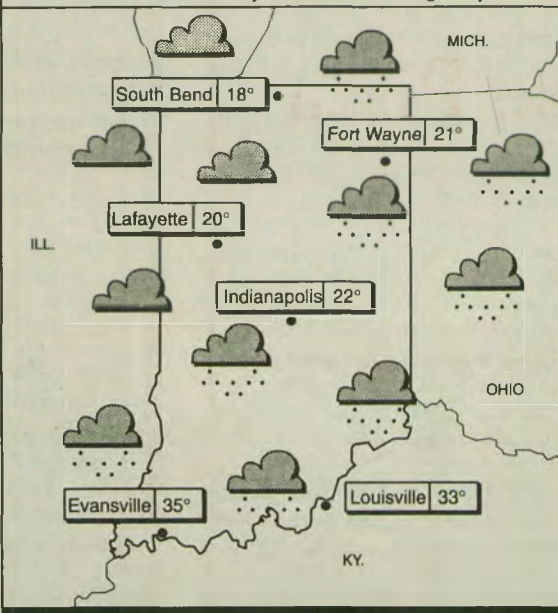 MICH.
South Bend 18°
Fort Wayne 21°
Lafayette 20°
ILL.
Indianapolis 22°
OHIO
Evansville 35°
Louisville 33°
KY.